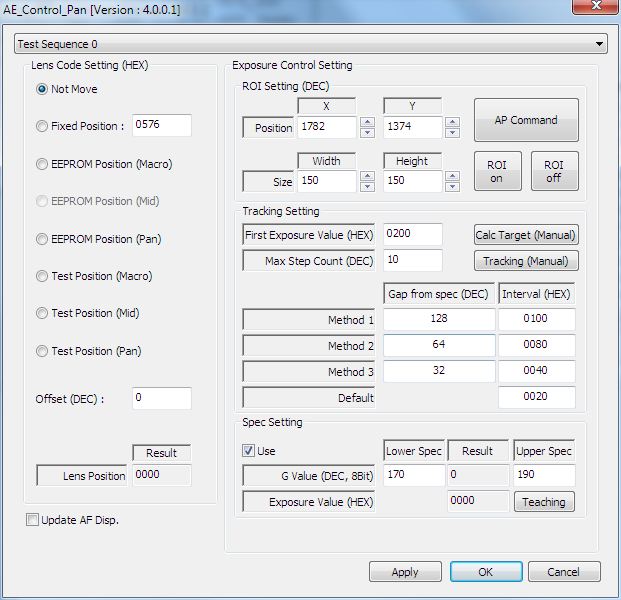 AE_Control_Pan [Version : 4.0.0.1]
x
Test Sequence 0
Lens Code Setting (HEX)
Not Move
Fixed Position : 0576
EEPROM Position (Macro)
EEPROM Position (Mid)
EEPROM Position (Pan)
Test Position (Macro)
Test Position (Mid)
Test Position (Pan)
Offset (DEC) : 0
Result
Lens Position 0000
Update AF Disp.
Exposure Control Setting
ROI Setting (DEC)
X Y
Position 1782 1374
AP Command
Width Height
Size 150 150
ROI on
ROI off
Tracking Setting
First Exposure Value (HEX) 0200 Calc Target (Manual)
Max Step Count (DEC) 10 Tracking (Manual)
Gap from spec (DEC) Interval (HEX)
Method 1 128 0100
Method 2 64 0080
Method 3 32 0040
Default 0020
Spec Setting
Use Lower Spec Result Upper Spec
G Value (DEC, 8Bit) 170 0 190
Exposure Value (HEX) 0000 Teaching
Apply OK Cancel